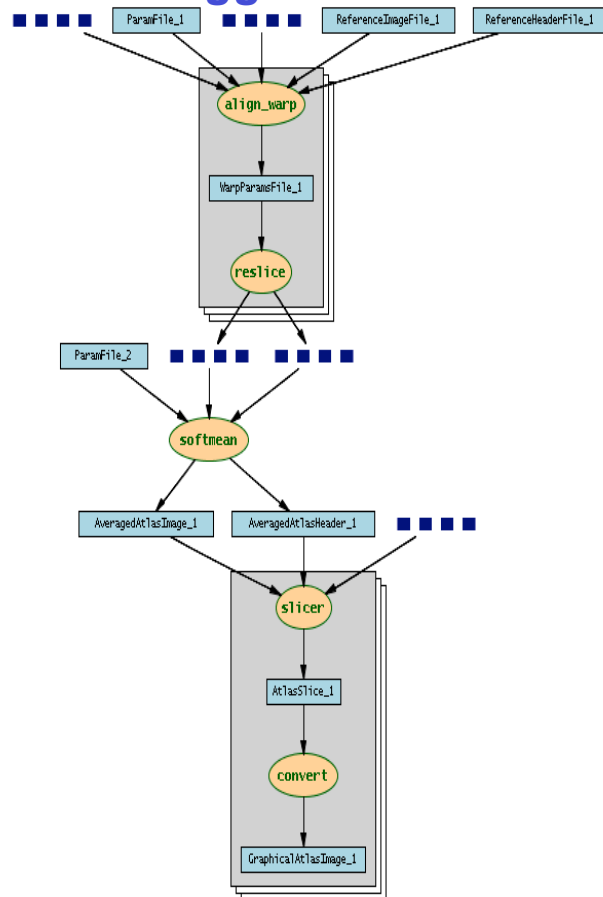 ParamFile_1
ReferenceImageFile_1
ReferenceHeaderFile_1
align_warp
WarpParamsFile_1
reslice
ParamFile_2
softmean
AveragedAtlasImage_1
AveragedAtlasHeader_1
slicer
AtlasSlice_1
convert
GraphicalAtlasImage_1